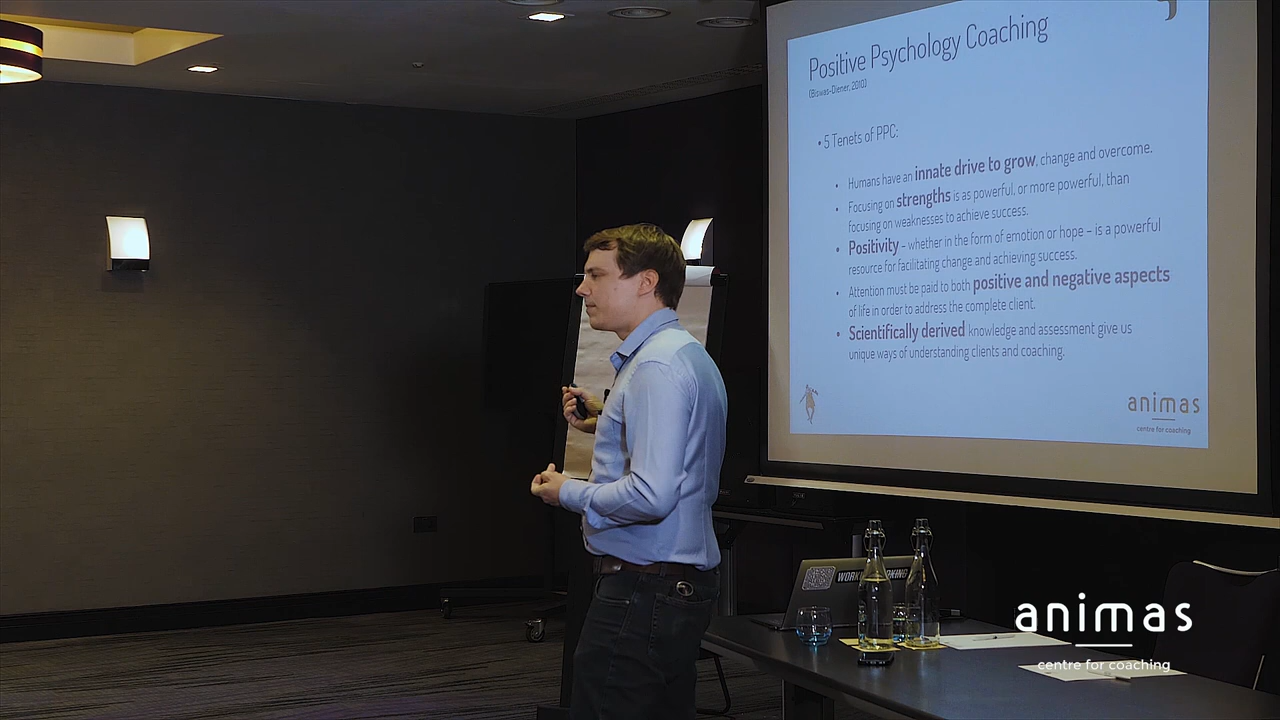 Positive Psychology Coaching
(Biswas-Diener, 2010)
• 5 Tenets of PPC:
• Humans have an innate drive to grow, change and overcome.
• Focusing on strengths is as powerful, or more powerful, than
focusing on weaknesses to achieve success.
• Positivity – whether in the form of emotion or hope – is a powerful
resource for facilitating change and achieving success.
• Attention must be paid to both positive and negative aspects
of life in order to address the complete client.
• Scientifically derived knowledge and assessment give us
unique ways of understanding clients and coaching.
animas
centre for coaching
animas
centre for coaching